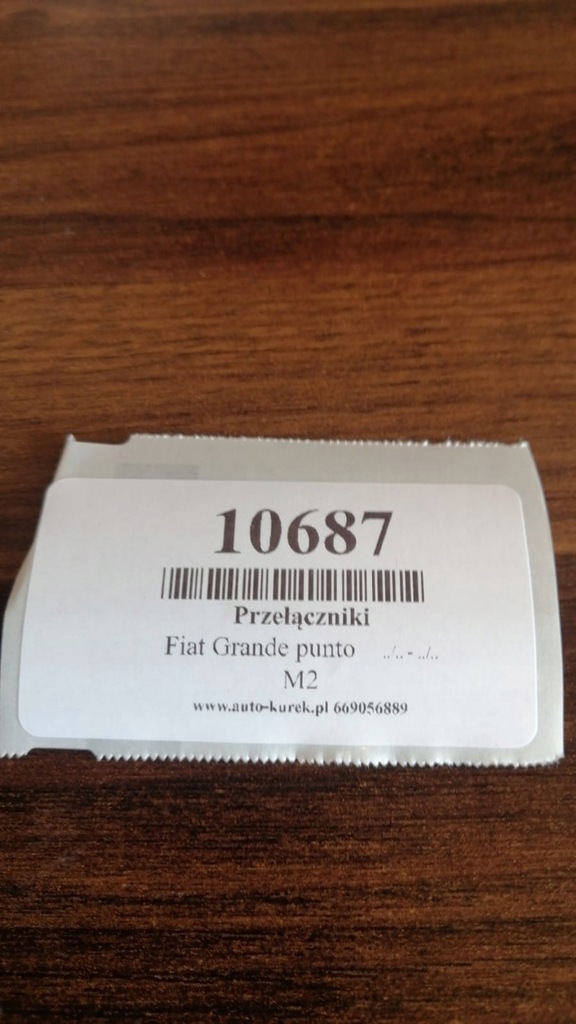 10687
Przełączniki
Fiat Grande punto ../.. - ../..
M2
www.auto-kurek.pl 669056889